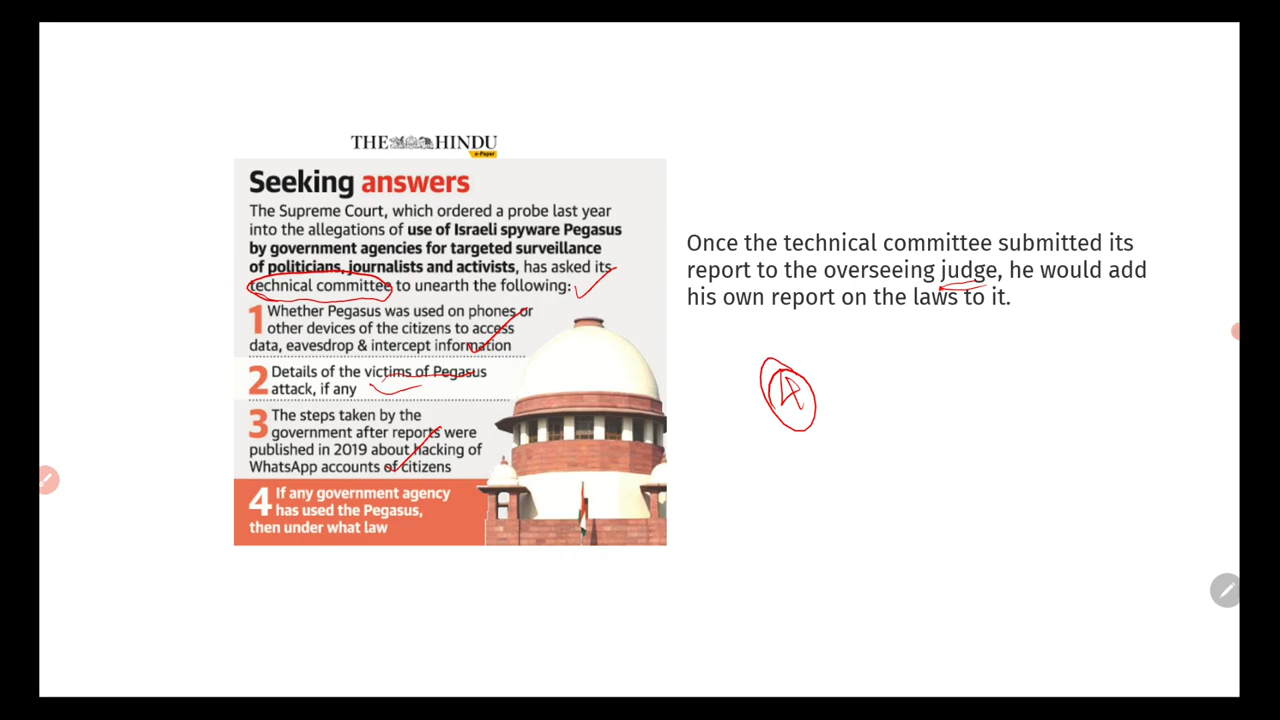 THE HINDU
e-Paper
Seeking answers
The Supreme Court, which ordered a probe last year
into the allegations of use of Israeli spyware Pegasus
by government agencies for targeted surveillance
of politicians, journalists and activists, has asked its
technical committee to unearth the following:
1 Whether Pegasus was used on phones or
other devices of the citizens to access
data, eavesdrop & intercept information
2 Details of the victims of Pegasus
attack, if any
3 The steps taken by the
government after reports were
published in 2019 about hacking of
WhatsApp accounts of citizens
4 If any government agency
has used the Pegasus,
then under what law
Once the technical committee submitted its
report to the overseeing judge, he would add
his own report on the laws to it.
4